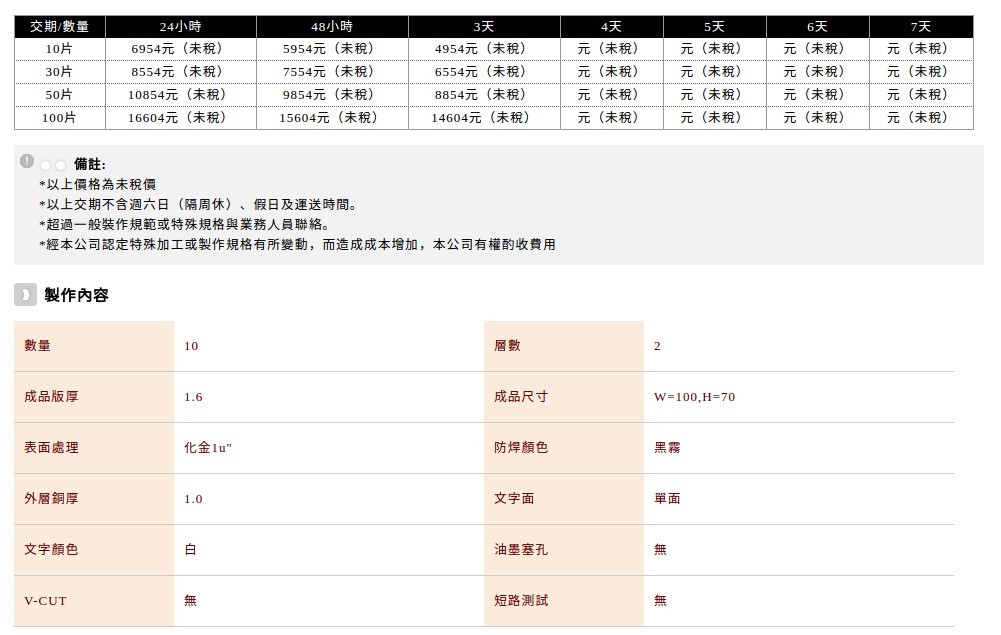 交期/數量 24小時 48小時 3天 4天 5天 6天 7天
10片 6954元（未稅） 5954元（未稅） 4954元（未稅） 元（未稅） 元（未稅） 元（未稅） 元（未稅）
30片 8554元（未稅） 7554元（未稅） 6554元（未稅） 元（未稅） 元（未稅） 元（未稅） 元（未稅）
50片 10854元（未稅） 9854元（未稅） 8854元（未稅） 元（未稅） 元（未稅） 元（未稅） 元（未稅）
100片 16604元（未稅） 15604元（未稅） 14604元（未稅） 元（未稅） 元（未稅） 元（未稅） 元（未稅）
備註:
*以上價格為未稅價
*以上交期不含週六日（隔周休）、假日及運送時間。
*超過一般裝作規範或特殊規格與業務人員聯絡。
*經本公司認定特殊加工或製作規格有所變動，而造成成本增加，本公司有權酌收費用
製作內容
數量 10 層數 2
成品版厚 1.6 成品尺寸 W=100,H=70
表面處理 化金1u" 防焊顏色 黑霧
外層銅厚 1.0 文字面 單面
文字顏色 白 油墨塞孔 無
V-CUT 無 短路測試 無